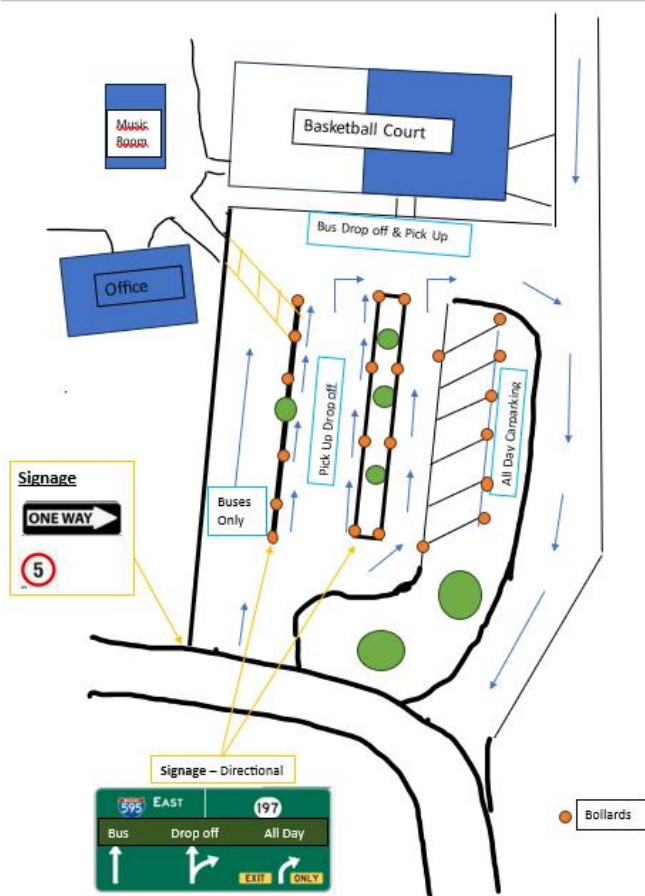 Music
Room
Basketball Court
Bus Drop off & Pick Up
Office
Pick Up Drop off
All Day Carparking
Signage
ONE WAY
5
Buses
Only
Signage – Directional
595 EAST 197
Bus Drop off All Day
EXIT ONLY
Bollards